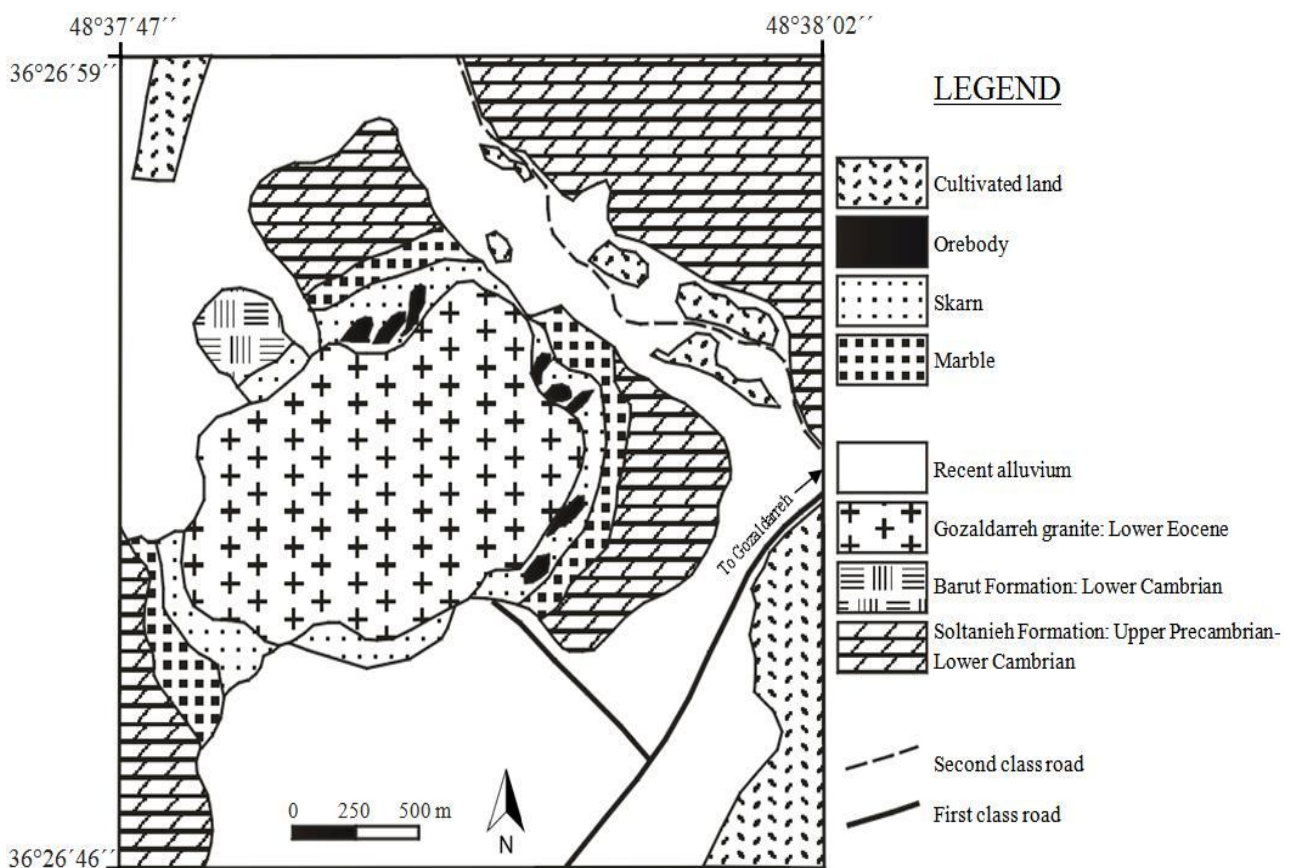 48°37´47´´
48°38´02´´
36°26´59´´
LEGEND
Cultivated land
Orebody
Skarn
Marble
Recent alluvium
Gozaldarreh granite: Lower Eocene
Barut Formation: Lower Cambrian
Soltanieh Formation: Upper Precambrian-
Lower Cambrian
Second class road
First class road
To Gozaldarreh
0 250 500 m
N
36°26´46´´